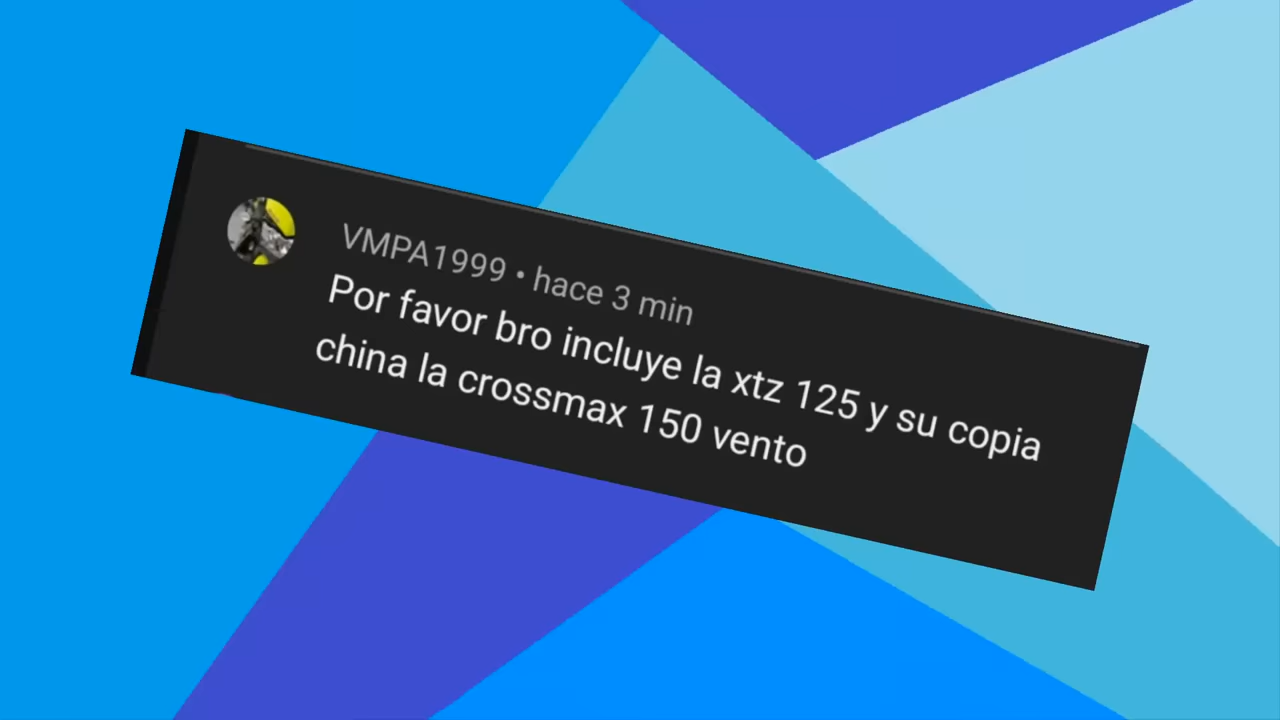 VMPA1999 • hace 3 min
Por favor bro incluye la xtz 125 y su copia
china la crossmax 150 vento